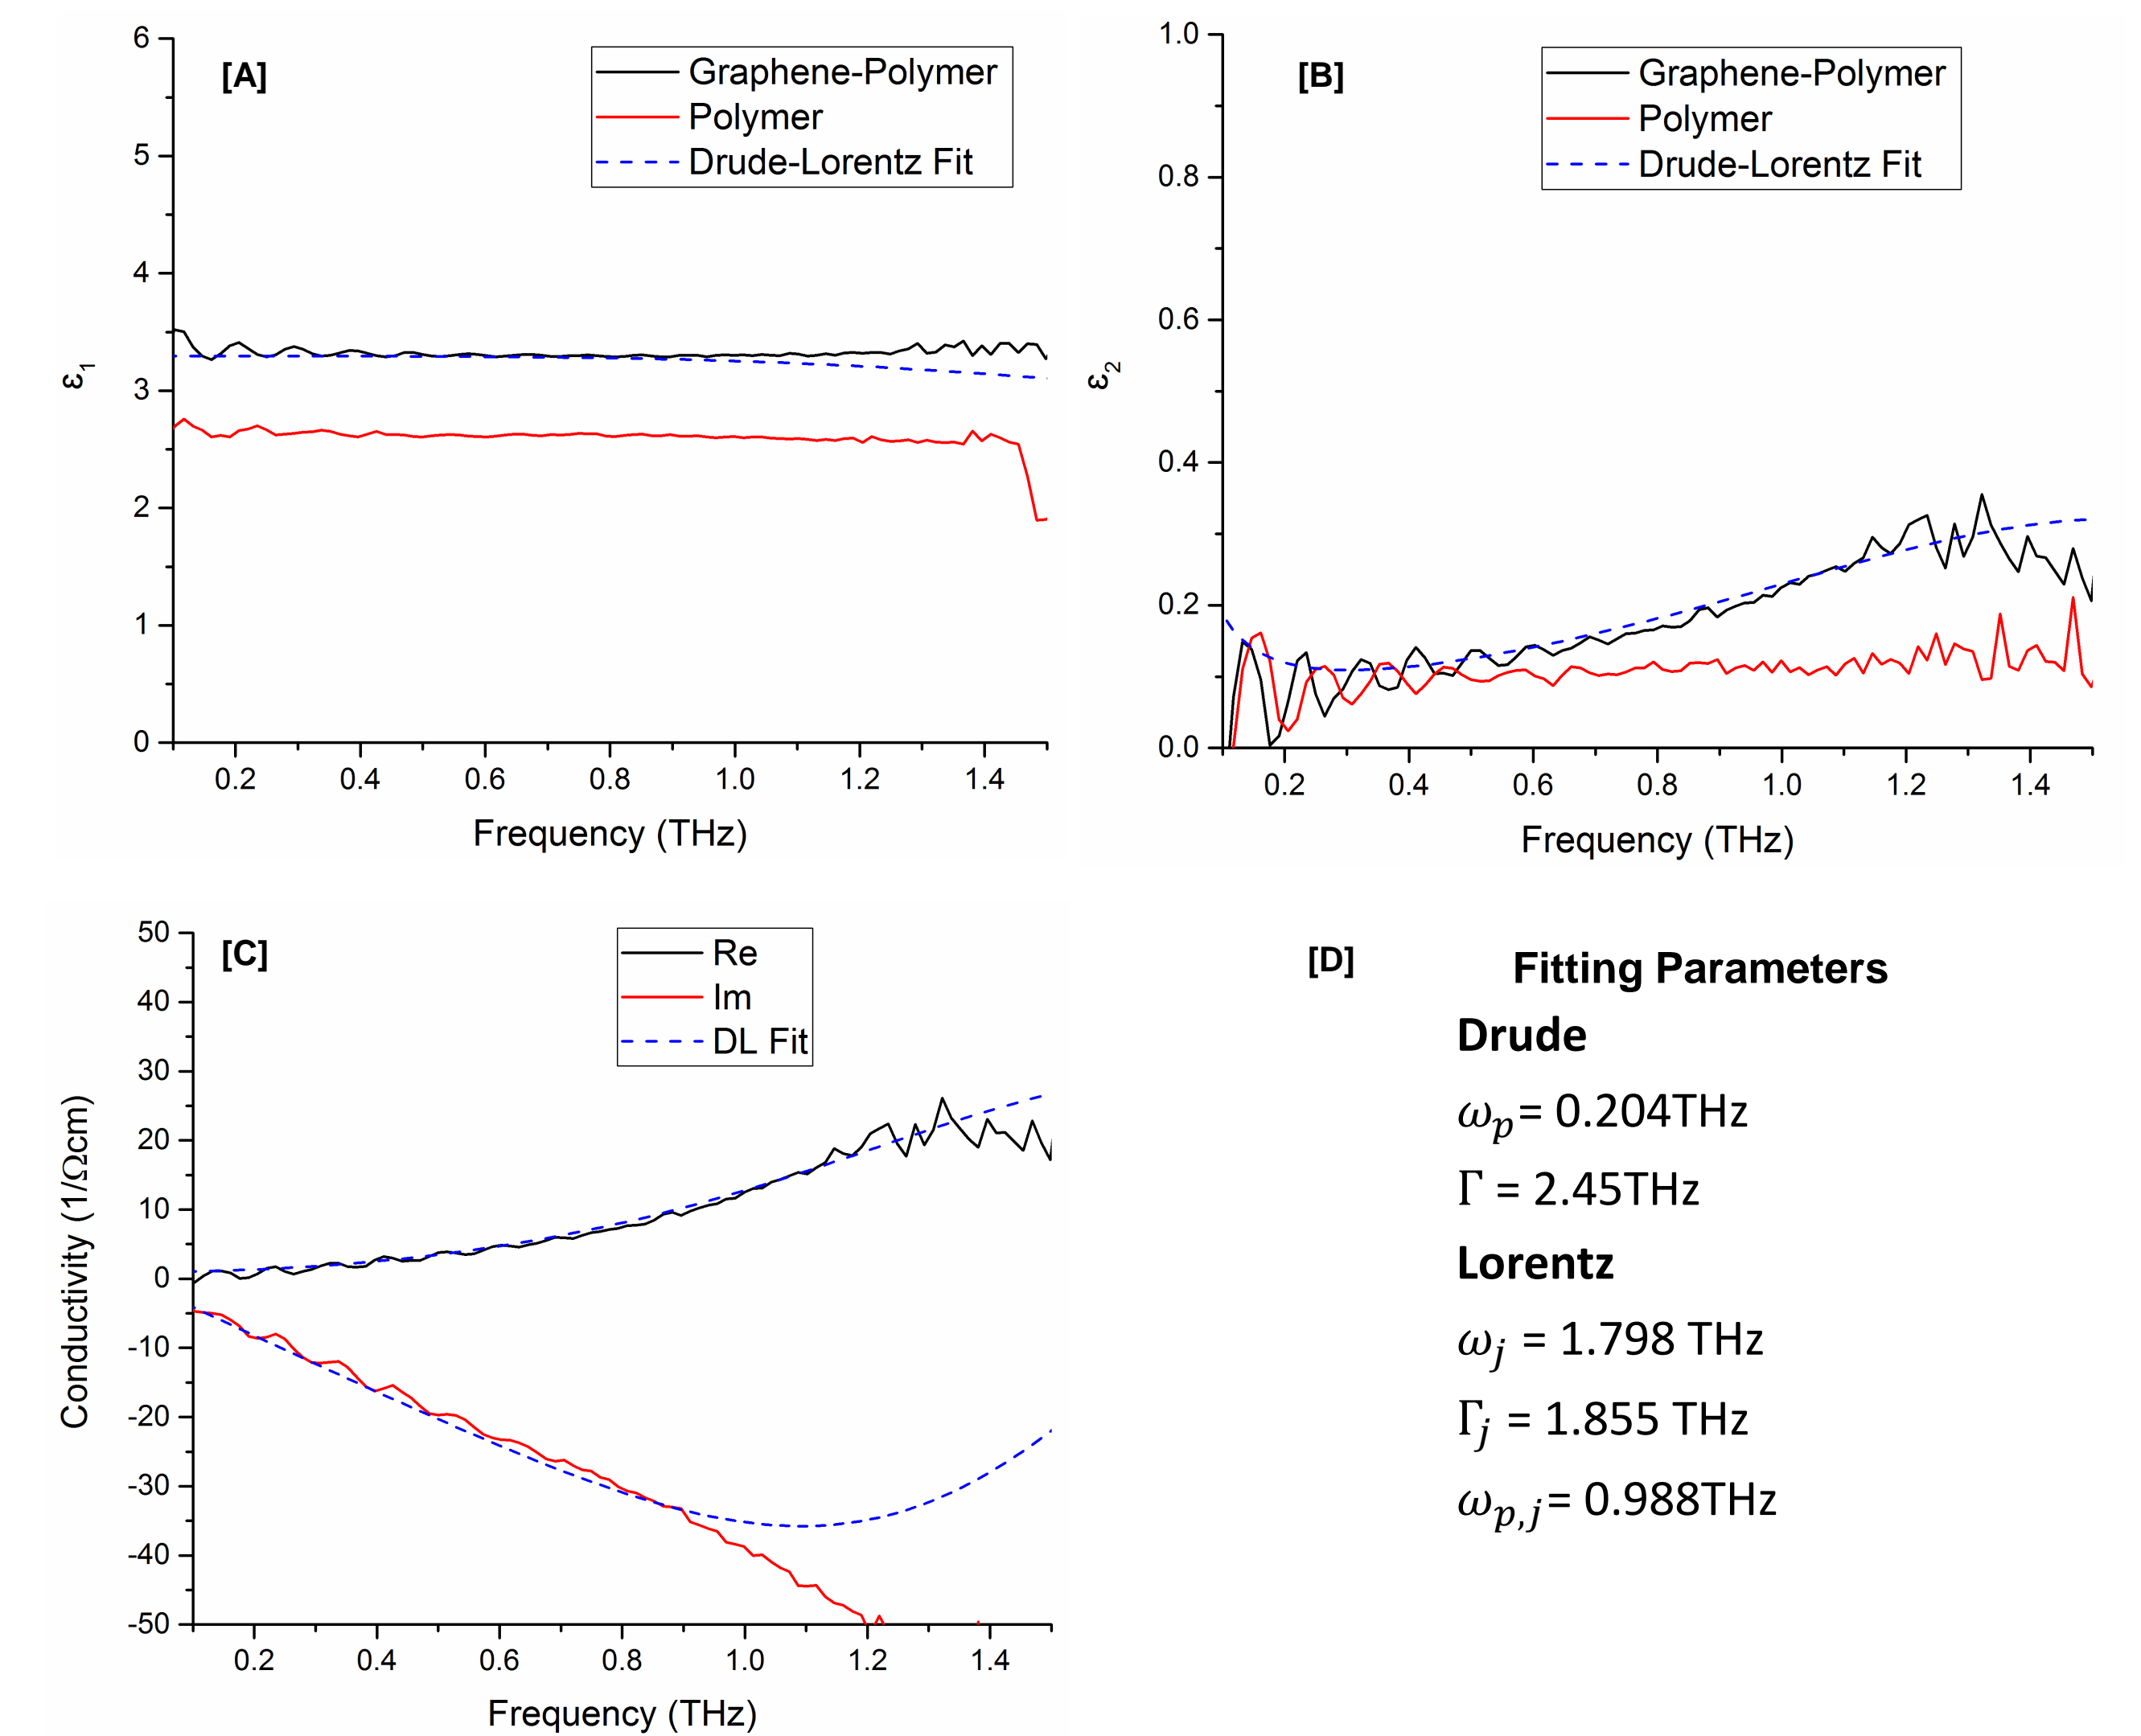 [A]
Graphene-Polymer
Polymer
Drude-Lorentz Fit
ε1
6
5
4
3
2
1
0
0.2 0.4 0.6 0.8 1.0 1.2 1.4
Frequency (THz)
[B]
Graphene-Polymer
Polymer
Drude-Lorentz Fit
ε2
1.0
0.8
0.6
0.4
0.2
0.0
0.2 0.4 0.6 0.8 1.0 1.2 1.4
Frequency (THz)
[C]
Re
Im
DL Fit
Conductivity (1/Ωcm)
50
40
30
20
10
0
-10
-20
-30
-40
-50
0.2 0.4 0.6 0.8 1.0 1.2 1.4
Frequency (THz)
[D]
Fitting Parameters
Drude
ωp= 0.204THz
Γ = 2.45THz
Lorentz
ωj = 1.798 THz
Γj = 1.855 THz
ωp,j= 0.988THz